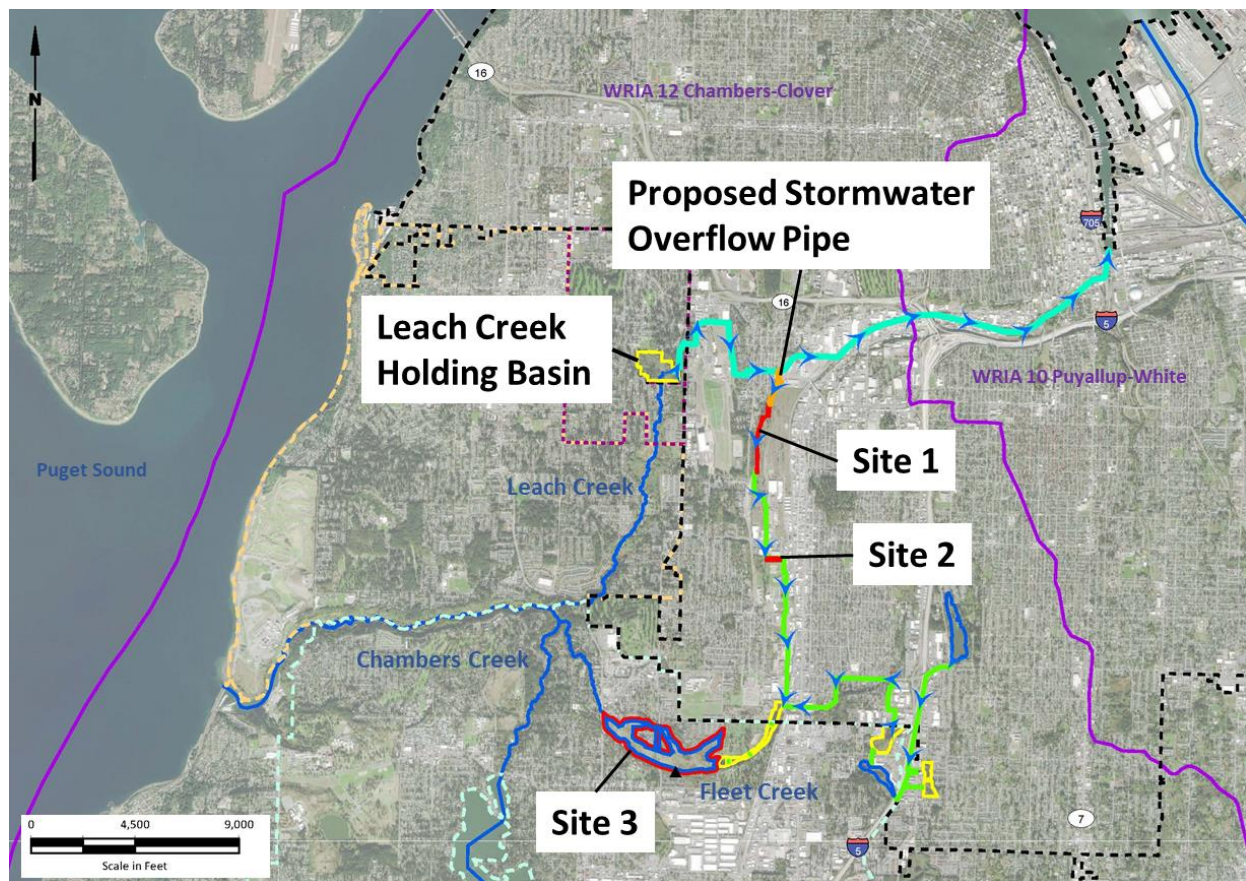 16
WRIA 12 Chambers-Clover
N
Proposed Stormwater
Overflow Pipe
705
Leach Creek
Holding Basin
16
5
WRIA 10 Puyallup-White
Puget Sound
Site 1
Leach Creek
Site 2
Chambers Creek
Fleet Creek
Site 3
7
5
0 4,500 9,000
Scale in Feet